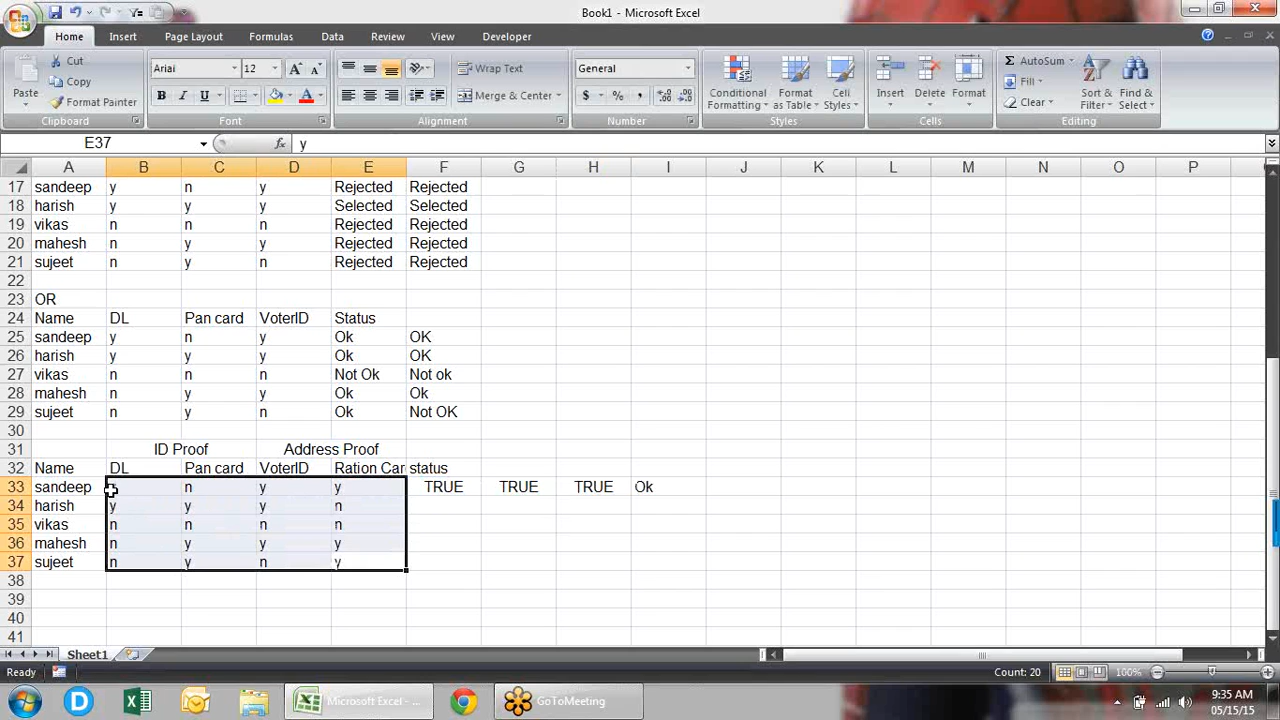 Book1 - Microsoft Excel
Home Insert Page Layout Formulas Data Review View Developer
Paste
Cut
Copy
Format Painter
Clipboard
Arial 12
B I U
Font
Wrap Text
Merge & Center
Alignment
General
$ % ,
Number
Conditional Formatting
Format as Table
Cell Styles
Styles
Insert Delete Format
Cells
AutoSum
Fill
Clear
Sort & Filter
Find & Select
Editing
E37 fx y
A B C D E F G H I J K L M N O P
17 sandeep y n y Rejected Rejected
18 harish y y y Selected Selected
19 vikas n n n Rejected Rejected
20 mahesh n y y Rejected Rejected
21 sujeet n y n Rejected Rejected
22
23 OR
24 Name DL Pan card VoterID Status
25 sandeep y n y Ok OK
26 harish y y y Ok OK
27 vikas n n n Not Ok Not ok
28 mahesh n y y Ok Ok
29 sujeet n y n Ok Not OK
30
31 ID Proof Address Proof
32 Name DL Pan card VoterID Ration Car status
33 sandeep n y y TRUE TRUE TRUE Ok
34 harish y y y n
35 vikas n n n n
36 mahesh n y y y
37 sujeet n y n y
38
39
40
41
Sheet1
Ready Count: 20 100%
Microsoft Excel - ...
GoToMeeting
9:35 AM
05/15/15